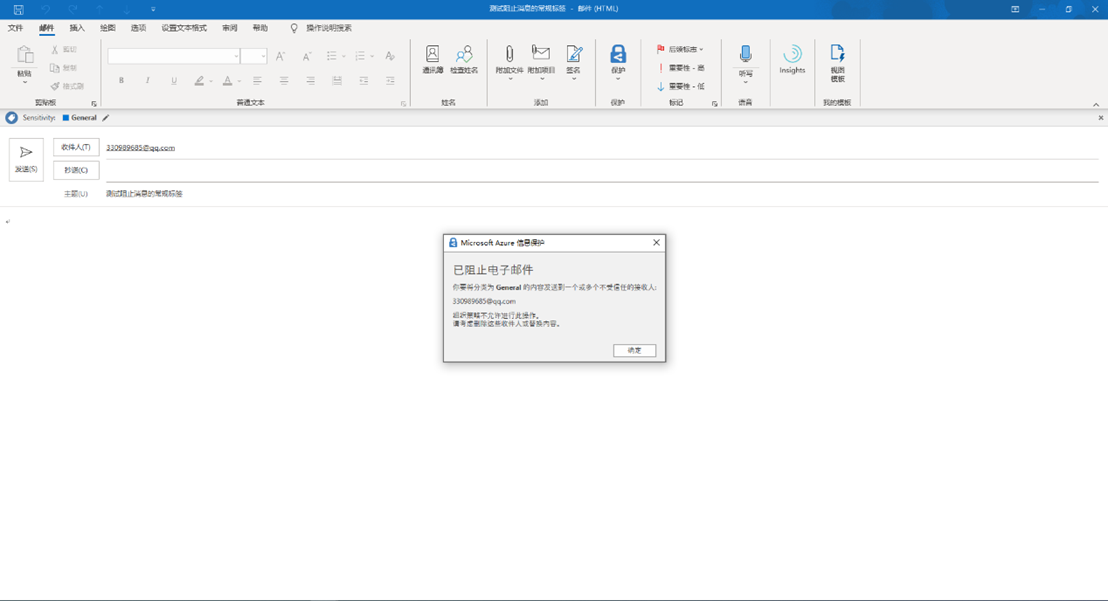 测试阻止消息的常规标签 - 邮件 (HTML)
文件 邮件 插入 绘图 选项 设置文本格式 审阅 帮助 操作说明搜索
粘贴
剪切
复制
格式刷
剪贴板
B I U
普通文本
通讯簿 检查姓名
姓名
附加文件 附加项目 签名
添加
保护
保护
后续标志
重要性 - 高
重要性 - 低
标记
听写
语音
Insights
视图
模板
我的模板
Sensitivity: General
发送(S)
收件人(T) 330989685@qq.com
抄送(C)
主题(U) 测试阻止消息的常规标签
Microsoft Azure 信息保护
已阻止电子邮件
你要将分类为 General 的内容发送到一个或多个不受信任的接收人:
330989685@qq.com
组织策略不允许进行此操作。
请考虑删除这些收件人或替换内容。
确定